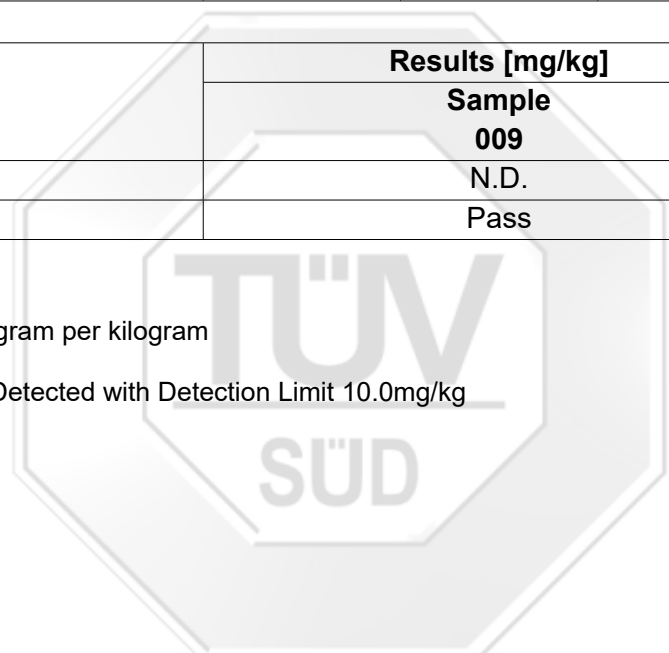 Results [mg/kg]
Sample
009
N.D.
Pass
gram per kilogram
Detected with Detection Limit 10.0mg/kg
TÜV
SÜD